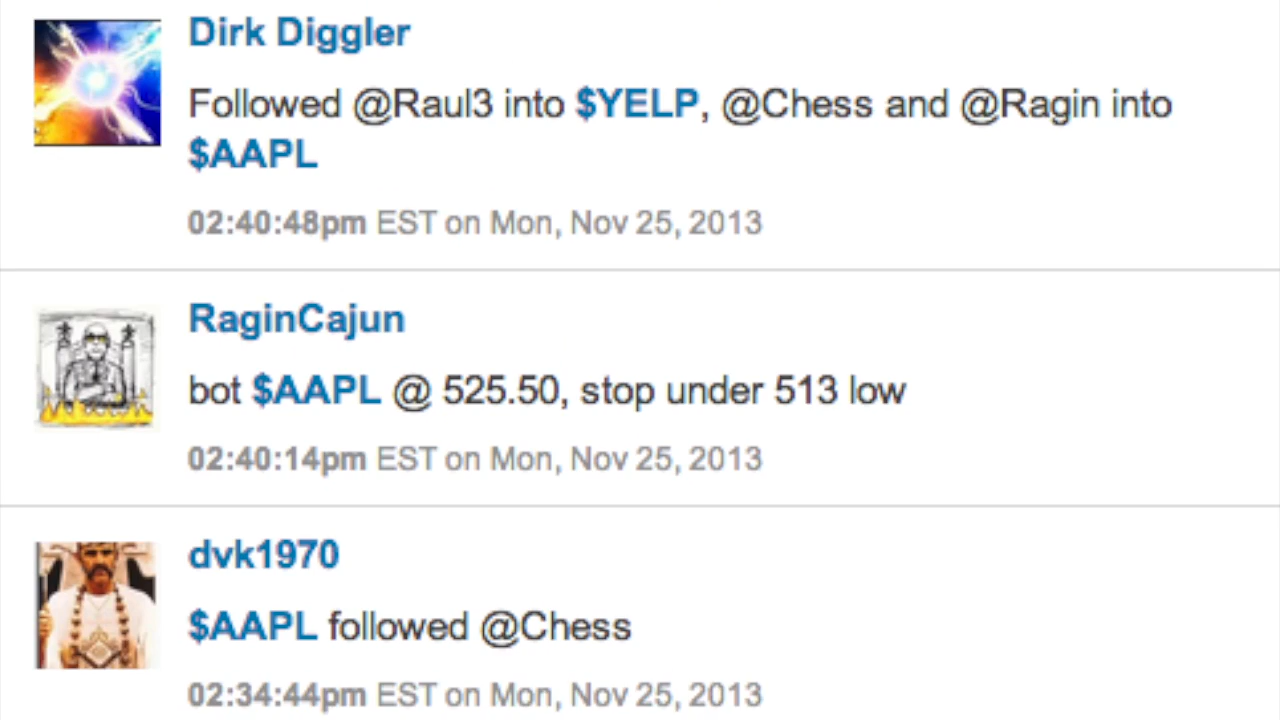 Dirk Diggler
Followed @Raul3 into $YELP, @Chess and @Ragin into
$AAPL
02:40:48pm EST on Mon, Nov 25, 2013
RaginCajun
bot $AAPL @ 525.50, stop under 513 low
02:40:14pm EST on Mon, Nov 25, 2013
dvk1970
$AAPL followed @Chess
02:34:44pm EST on Mon, Nov 25, 2013